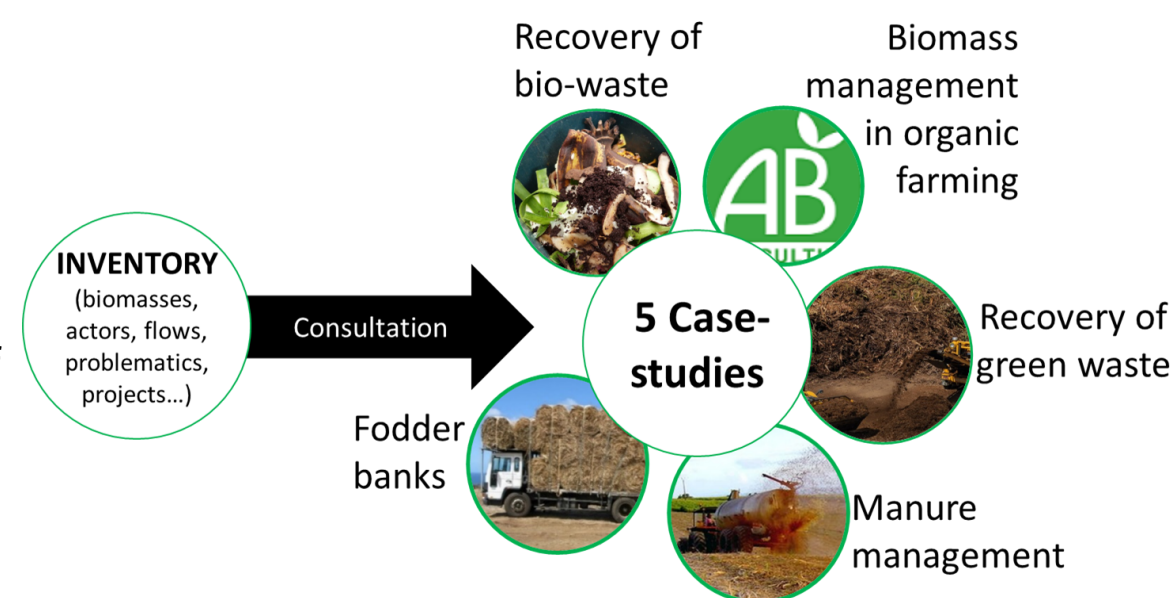 INVENTORY
(biomasses,
actors, flows,
problematics,
projects...)
Consultation
Recovery of
bio-waste
Biomass
management
in organic
farming
AB
5 Case-
studies
Recovery of
green waste
Fodder
banks
Manure
management